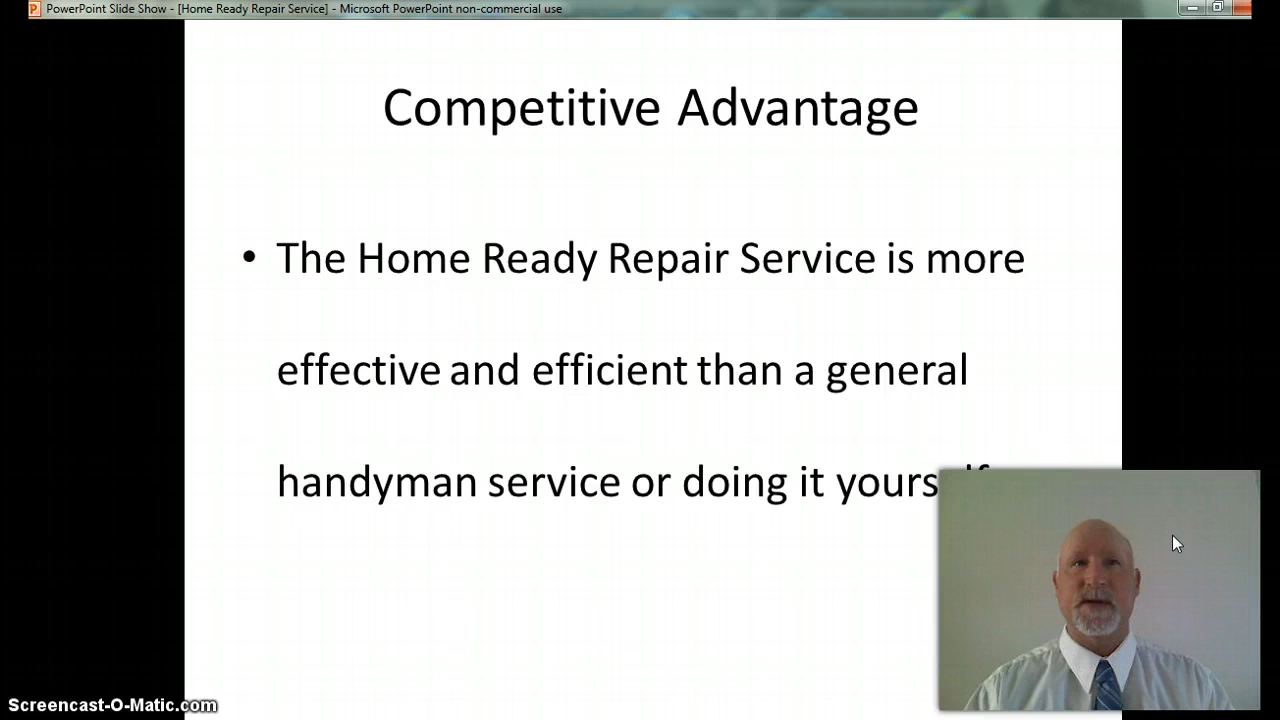 PowerPoint Slide Show - [Home Ready Repair Service] - Microsoft PowerPoint non-commercial use
Competitive Advantage
• The Home Ready Repair Service is more
effective and efficient than a general
handyman service or doing it yourself
Screencast-O-Matic.com